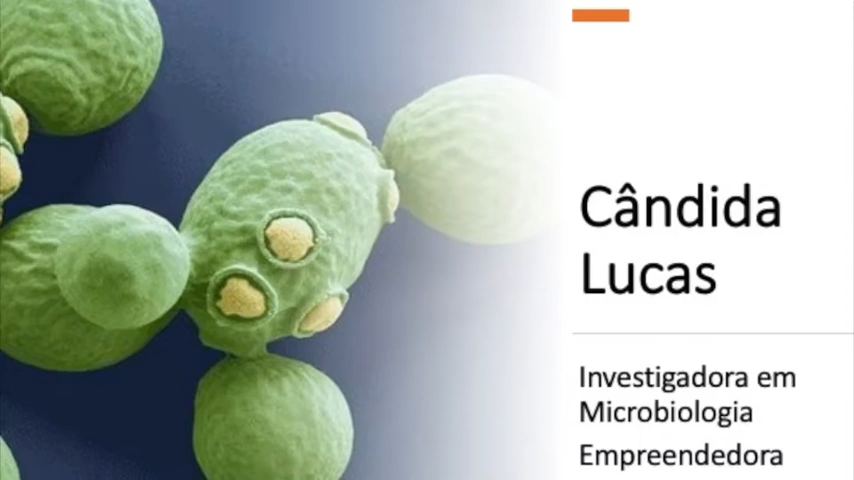 Cândida
Lucas
Investigadora em
Microbiologia
Empreendedora